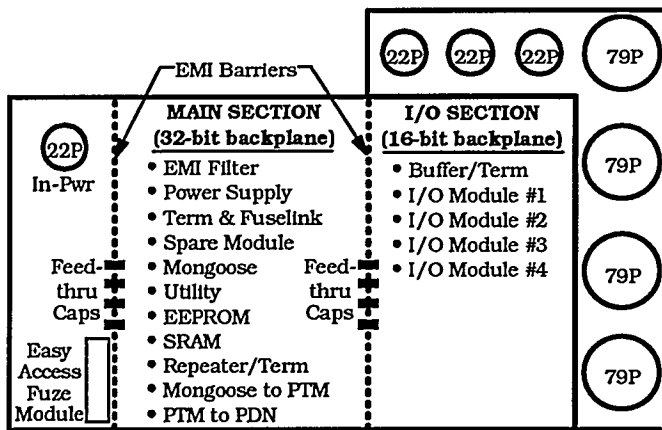 22P 22P 22P 79P
EMI Barriers
MAIN SECTION
(32-bit backplane)
• EMI Filter
• Power Supply
• Term & Fuselink
• Spare Module
• Mongoose
• Utility
• EEPROM
• SRAM
• Repeater/Term
• Mongoose to PTM
• PTM to PDN
I/O SECTION
(16-bit backplane)
• Buffer/Term
• I/O Module #1
• I/O Module #2
• I/O Module #3
• I/O Module #4
22P
In-Pwr
Feed-
thru
Caps
Easy
Access
Fuze
Module
Feed-
thru
Caps
79P
79P
79P